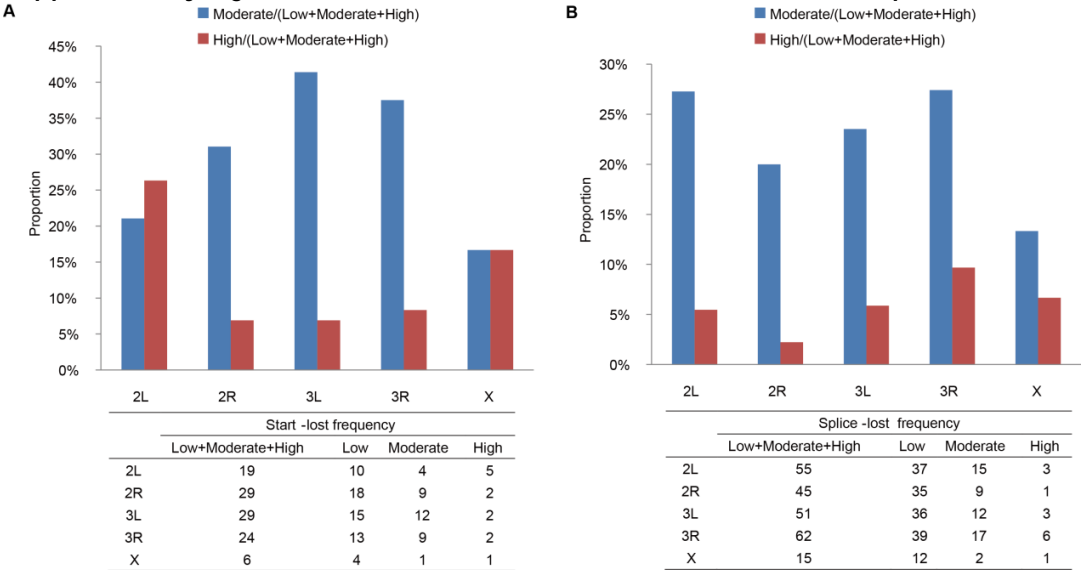 A
Moderate/(Low+Moderate+High)
High/(Low+Moderate+High)
45%
40%
35%
30%
25%
20%
15%
10%
5%
0%
Proportion
2L 2R 3L 3R X
Start -lost frequency
Low+Moderate+High Low Moderate High
2L 19 10 4 5
2R 29 18 9 2
3L 29 15 12 2
3R 24 13 9 2
X 6 4 1 1
B
Moderate/(Low+Moderate+High)
High/(Low+Moderate+High)
30%
25%
20%
15%
10%
5%
0%
Proportion
2L 2R 3L 3R X
Splice -lost frequency
Low+Moderate+High Low Moderate High
2L 55 37 15 3
2R 45 35 9 1
3L 51 36 12 3
3R 62 39 17 6
X 15 12 2 1